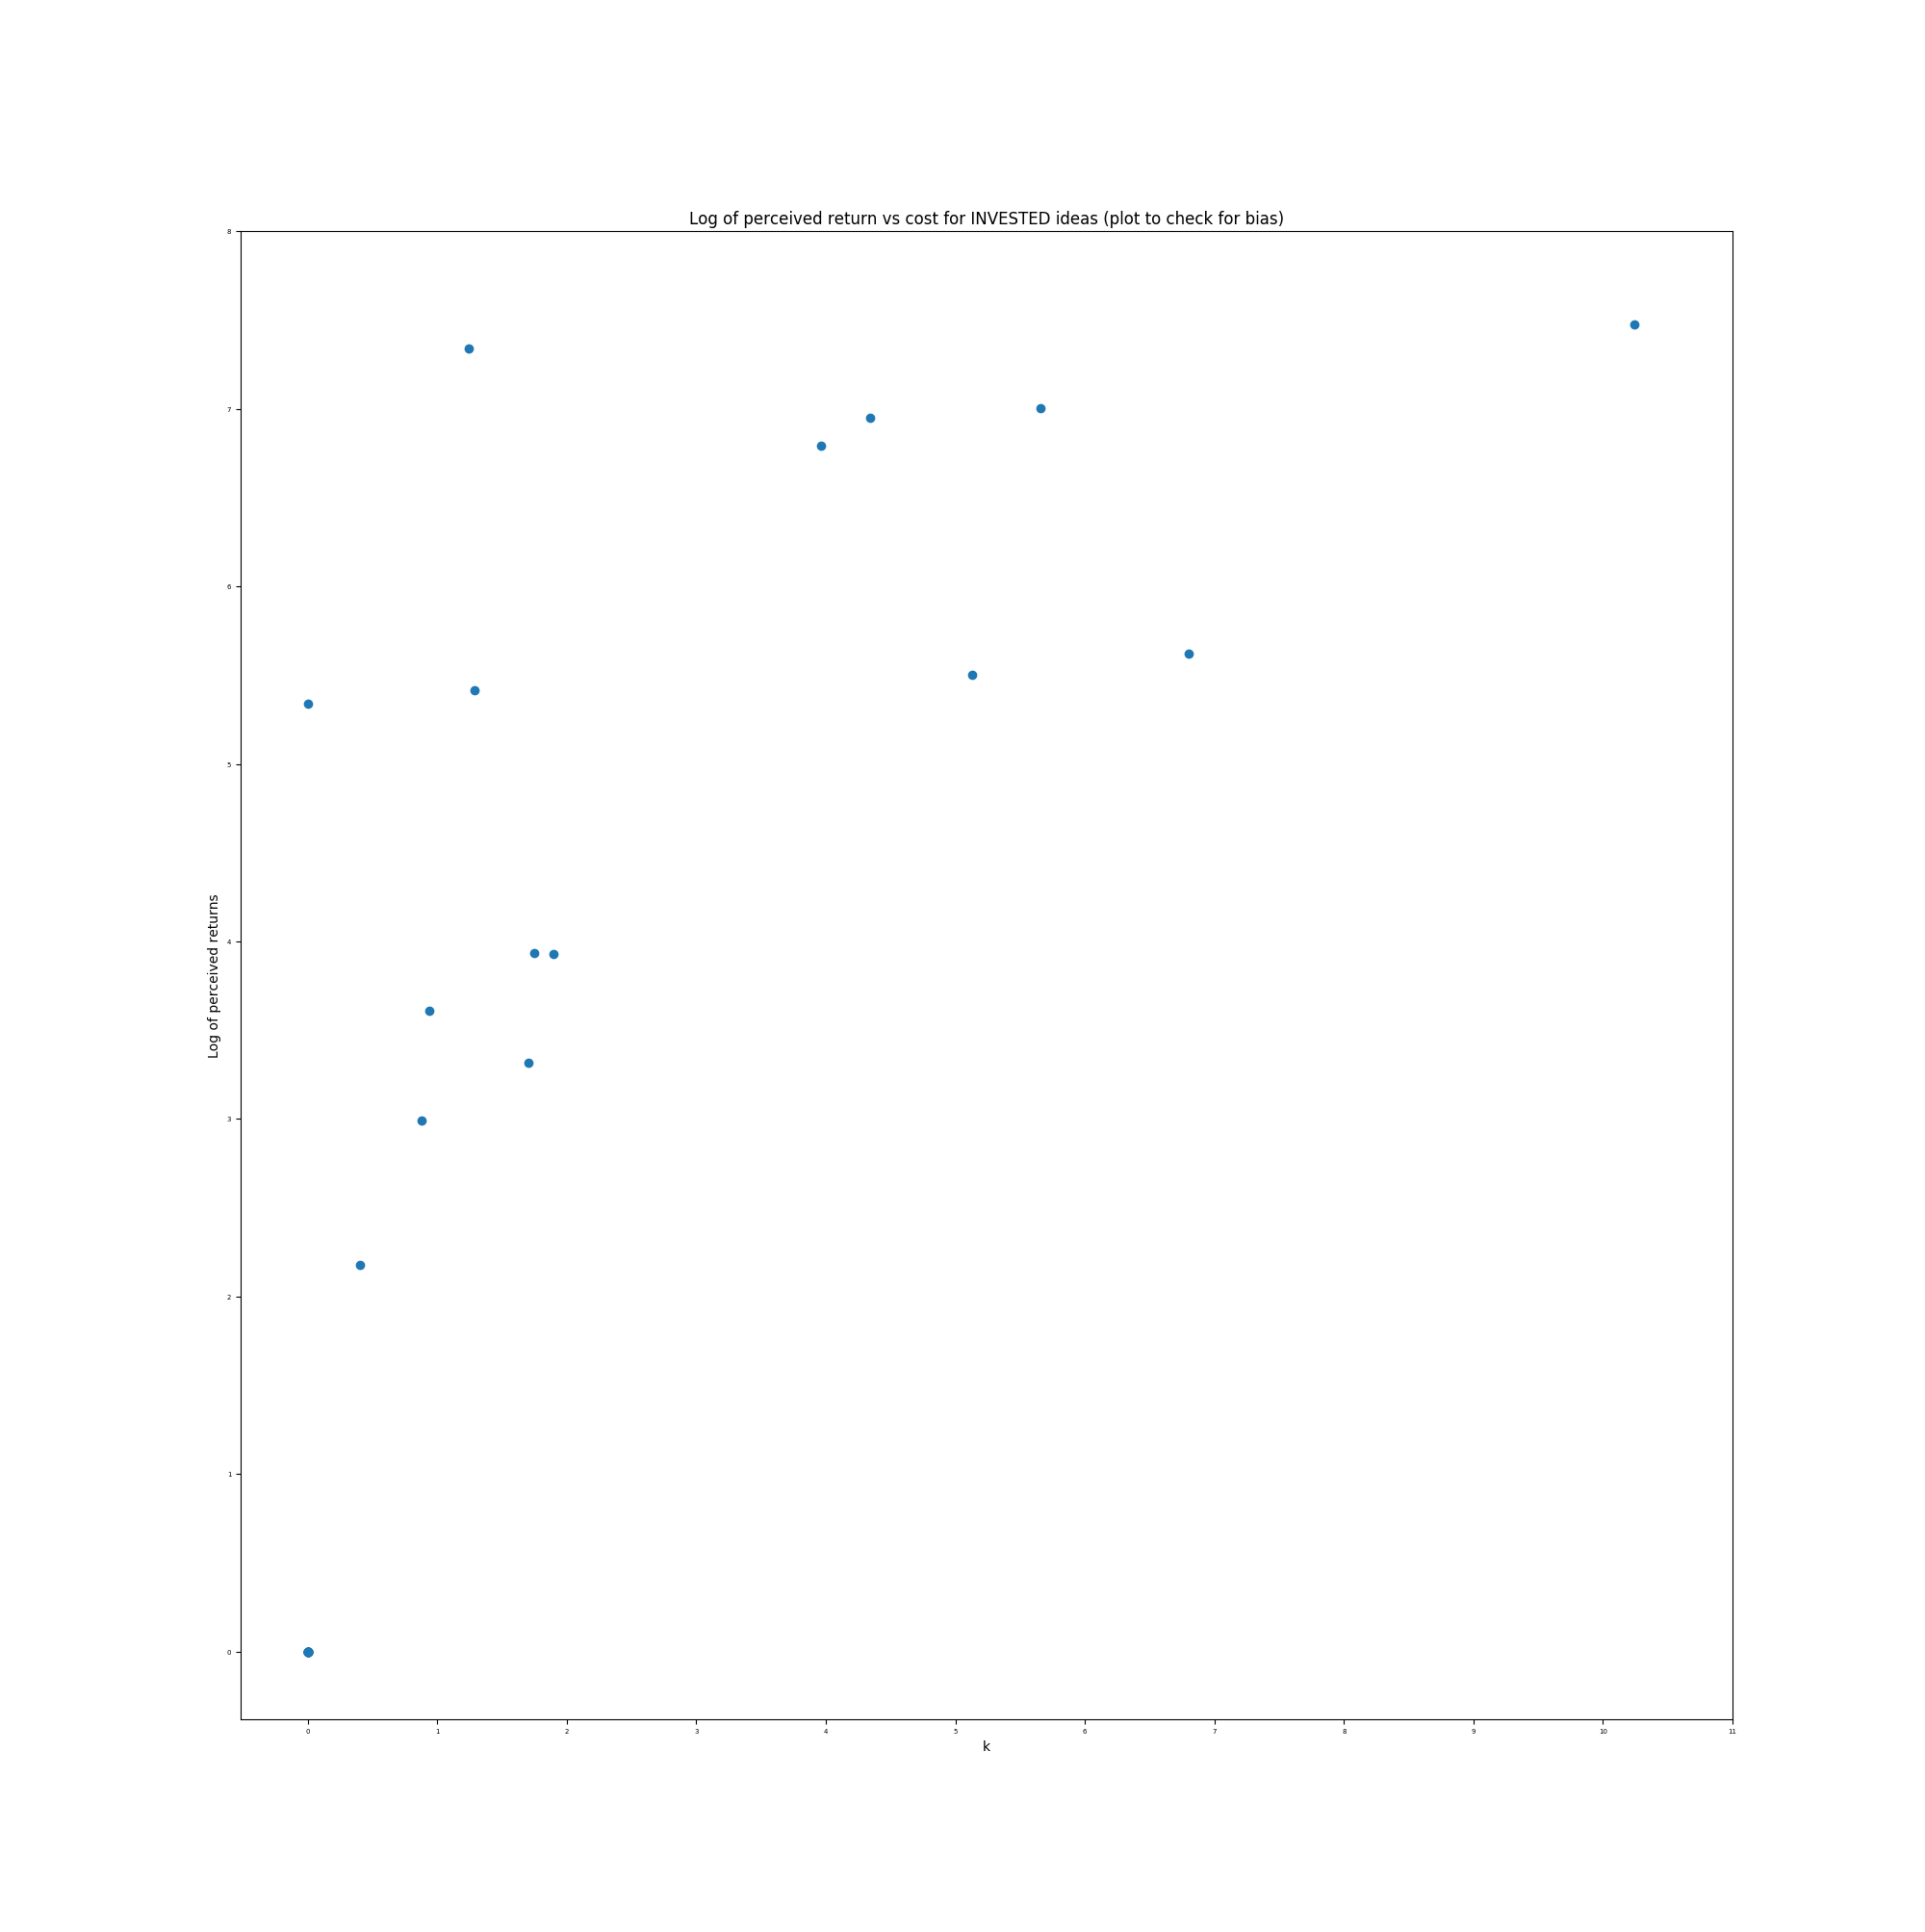 Log of perceived return vs cost for INVESTED ideas (plot to check for bias)
8
7
6
5
4
3
2
1
0
Log of perceived returns
0 1 2 3 4 5 6 7 8 9 10 11
k